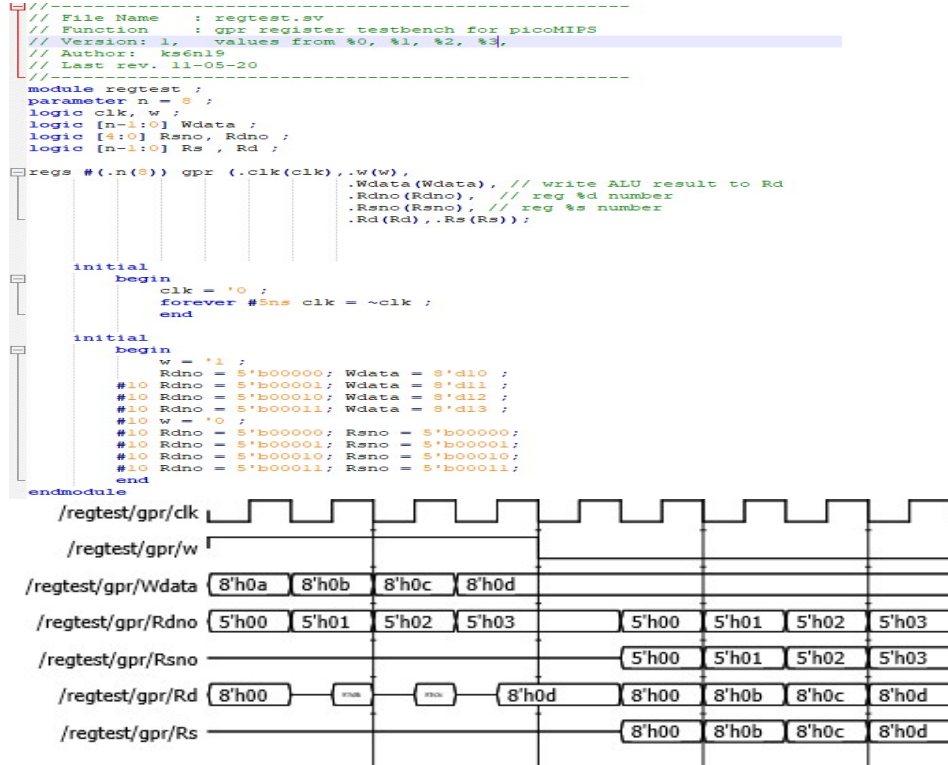 //----------------------------------------------------
// File Name : regtest.sv
// Function : gpr register testbench for picoMIPS
// Version: 1, values from %0, %1, %2, %3,
// Author: ks6n19
// Last rev. 11-05-20
//----------------------------------------------------
module regtest ;
parameter n = 8 ;
logic clk, w ;
logic [n-1:0] Wdata ;
logic [4:0] Rsno, Rdno ;
logic [n-1:0] Rs , Rd ;
regs #(.n(8)) gpr (.clk(clk),.w(w),
.Wdata(Wdata), // write ALU result to Rd
.Rdno(Rdno), // reg %d number
.Rsno(Rsno), // reg %s number
.Rd(Rd),.Rs(Rs));
initial
begin
clk = '0 ;
forever #5ns clk = ~clk ;
end
initial
begin
w = '1 ;
Rdno = 5'b00000; Wdata = 8'd10 ;
#10 Rdno = 5'b00001; Wdata = 8'd11 ;
#10 Rdno = 5'b00010; Wdata = 8'd12 ;
#10 Rdno = 5'b00011; Wdata = 8'd13 ;
#10 w = '0 ;
#10 Rdno = 5'b00000; Rsno = 5'b00000;
#10 Rdno = 5'b00001; Rsno = 5'b00001;
#10 Rdno = 5'b00010; Rsno = 5'b00010;
#10 Rdno = 5'b00011; Rsno = 5'b00011;
end
endmodule
/regtest/gpr/clk
/regtest/gpr/w
/regtest/gpr/Wdata 8'h0a 8'h0b 8'h0c 8'h0d
/regtest/gpr/Rdno 5'h00 5'h01 5'h02 5'h03 5'h00 5'h01 5'h02 5'h03
/regtest/gpr/Rsno 5'h00 5'h01 5'h02 5'h03
/regtest/gpr/Rd 8'h00 8'h0d 8'h00 8'h0b 8'h0c 8'h0d
/regtest/gpr/Rs 8'h00 8'h0b 8'h0c 8'h0d